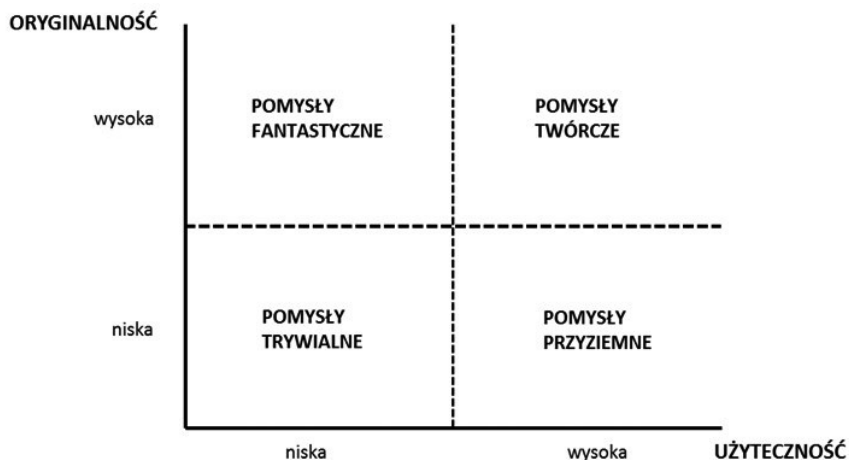 ORYGINALNOŚĆ
wysoka
POMYSŁY
FANTASTYCZNE
POMYSŁY
TWÓRCZE
niska
POMYSŁY
TRYWIALNE
POMYSŁY
PRZYZIEMNE
niska
wysoka
UŻYTECZNOŚĆ